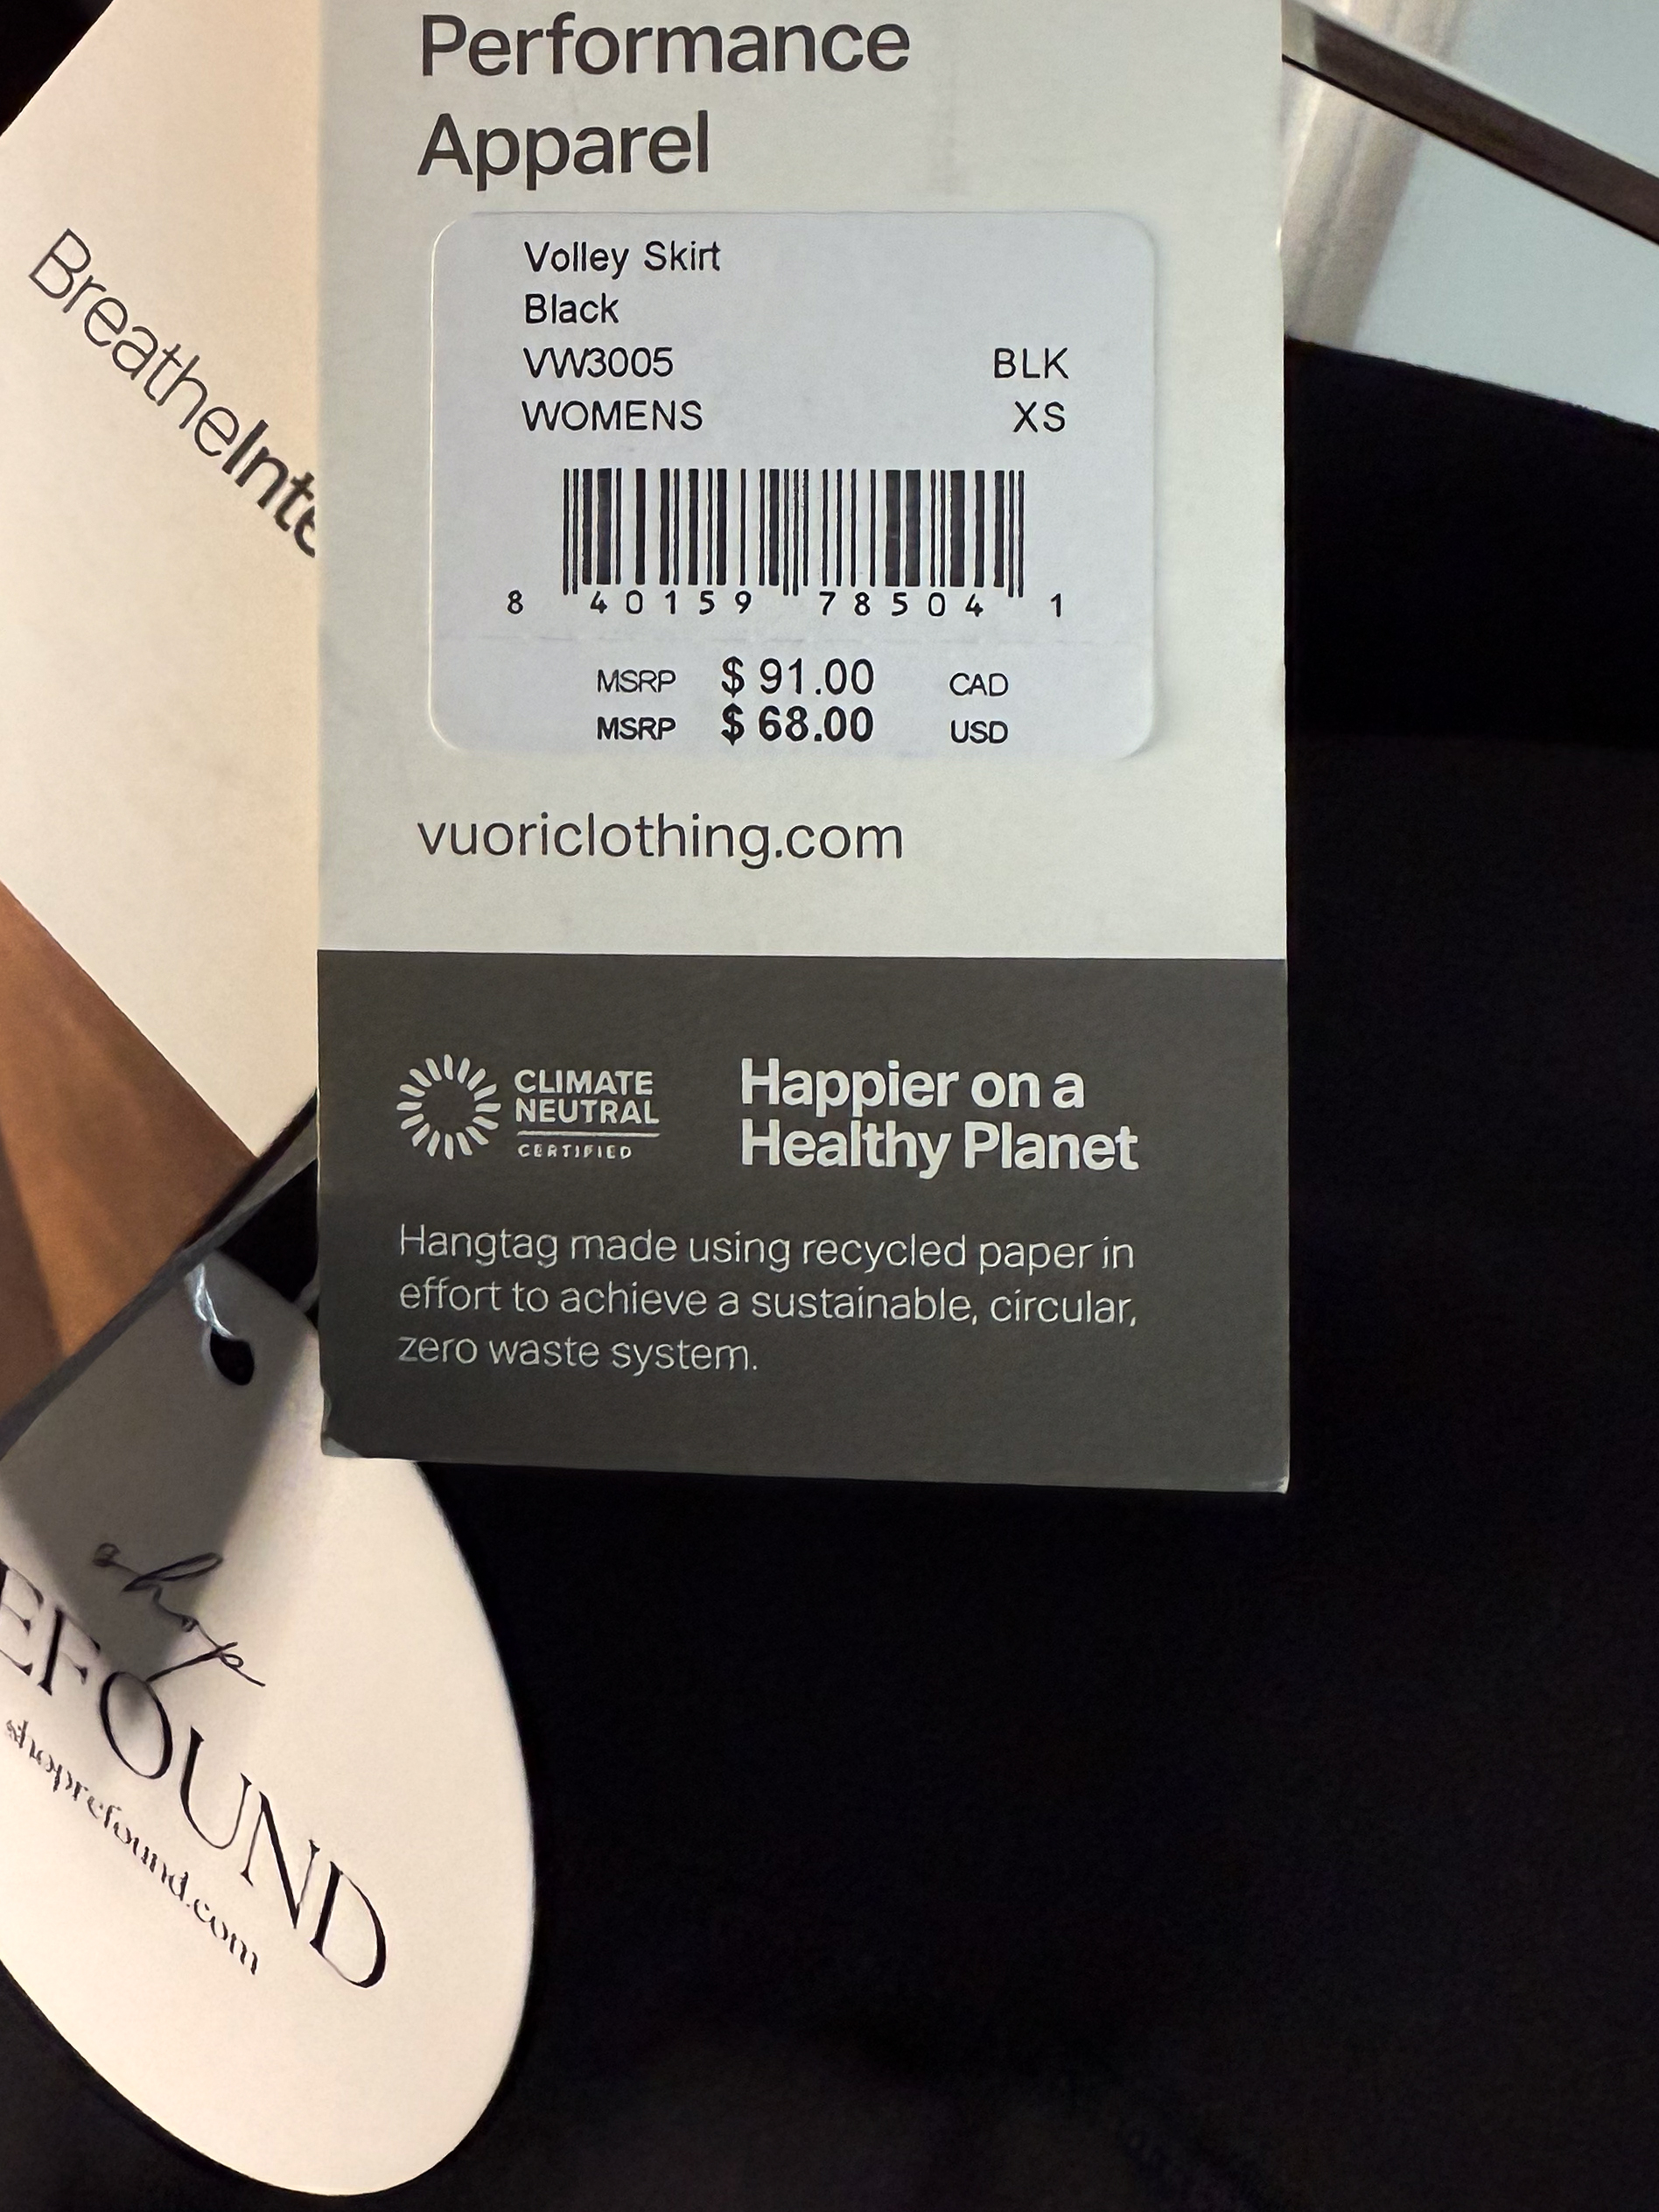 Performance
Apparel
Volley Skirt
Black
VW3005 BLK
WOMENS XS
8 40159 78504 1
MSRP $ 91.00 CAD
MSRP $ 68.00 USD
vuoriclothing.com
CLIMATE
NEUTRAL
CERTIFIED
Happier on a
Healthy Planet
Hangtag made using recycled paper in
effort to achieve a sustainable, circular,
zero waste system.
BreatheInte
shop
EFOUND
shoprefound.com